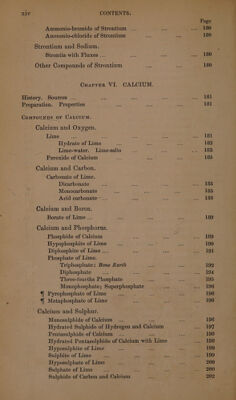 xiv CONTENTS.
Page
Ammonio-bromide of Strontium ... 180
Ammonio-chloride of Strontium ... 180
Strontium and Sodium.
Strontia with Fluxes ... 180
Other Compounds of Strontium ... 180
CHAPTER VI. CALCIUM.
History. Sources ... 181
Preparation. Properties ... 181
COMPOUNDS OF CALCIUM.
Calcium and Oxygen.
Lime ... 181
Hydrate of Lime ... 182
Lime-water. Lime-milk ... 183
Peroxide of Calcium ... 185
Calcium and Carbon.
Carbonate of Lime.
Dicarbonate ... 185
Monocarbonate ... 185
Acid carbonate ... 188
Calcium and Boron.
Borate of Lime ... 189
Calcium and Phosphorus.
Phosphide of Calcium ... 189
Hypophosphite of Lime ... 190
Diphosphite of Lime ... 191
Phosphate of Lime.
Triphosphate: Bone Earth ... 192
Diphosphate ... 194
Three-fourths Phosphate ... 195
Monophosphate; Superphosphate ... 196
¶ Pyrophosphate of Lime ... 196
¶ Metaphosphate of Lime ... 196
Calcium and Sulphur.
Monosulphide of Calcium ... 196
Hydrated Sulphide of Hydrogen and Calcium ... 197
Pentasulphide of Calcium ... 198
Hydrated Pentasulphide of Calcium with Lime ... 198
Hyposulphite of Lime ... 199
Sulphite of Lime ... 199
Hyposulphate of Lime ... 200
Sulphate of Lime ... 200
Sulphide of Carbon and Calcium ... 202